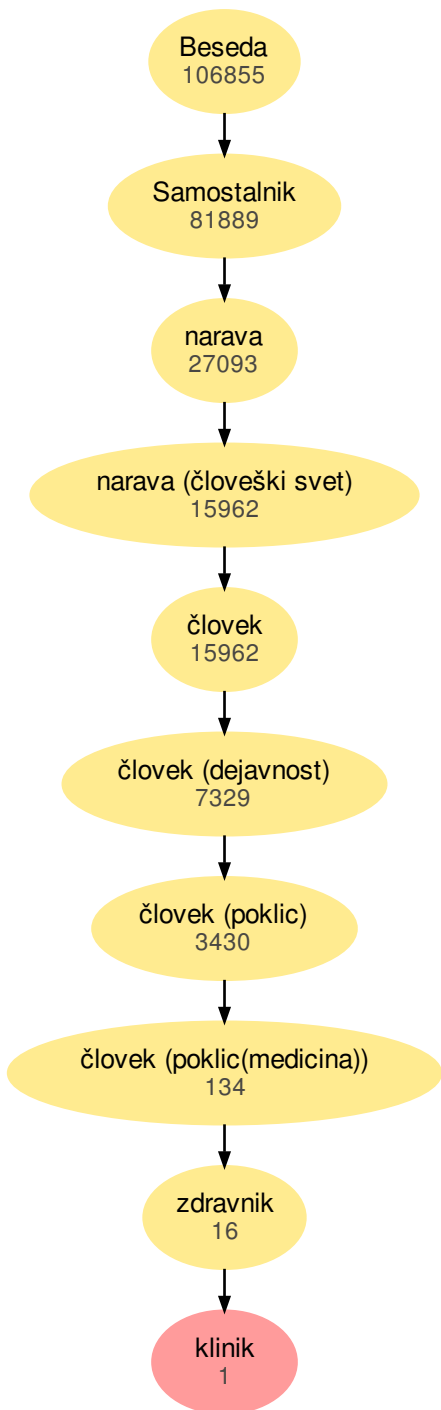 Beseda
106855
Samostalnik
81889
narava
27093
narava (človeški svet)
15962
človek
15962
človek (dejavnost)
7329
človek (poklic)
3430
človek (poklic(medicina))
134
zdravnik
16
klinik
1